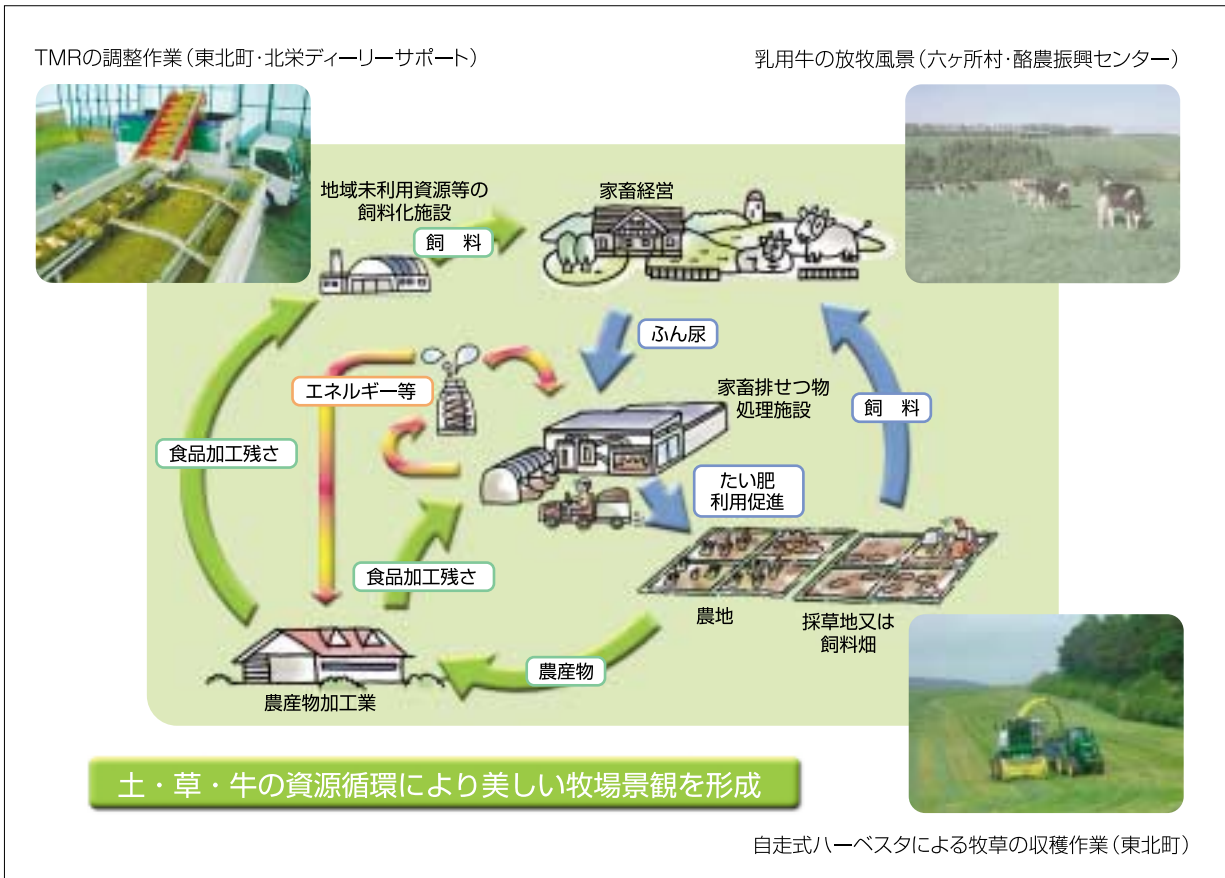 TMRの調整作業(東北町・北栄ディーリーサポート)
乳用牛の放牧風景(六ヶ所村・酪農振興センター)
地域未利用資源等の
飼料化施設
家畜経営
飼 料
ふん尿
エネルギー等
家畜排せつ物
処理施設
飼 料
食品加工残さ
たい肥
利用促進
食品加工残さ
農地
採草地又は
飼料畑
農産物
農産物加工業
土・草・牛の資源循環により美しい牧場景観を形成
自走式ハーベスタによる牧草の収穫作業(東北町)